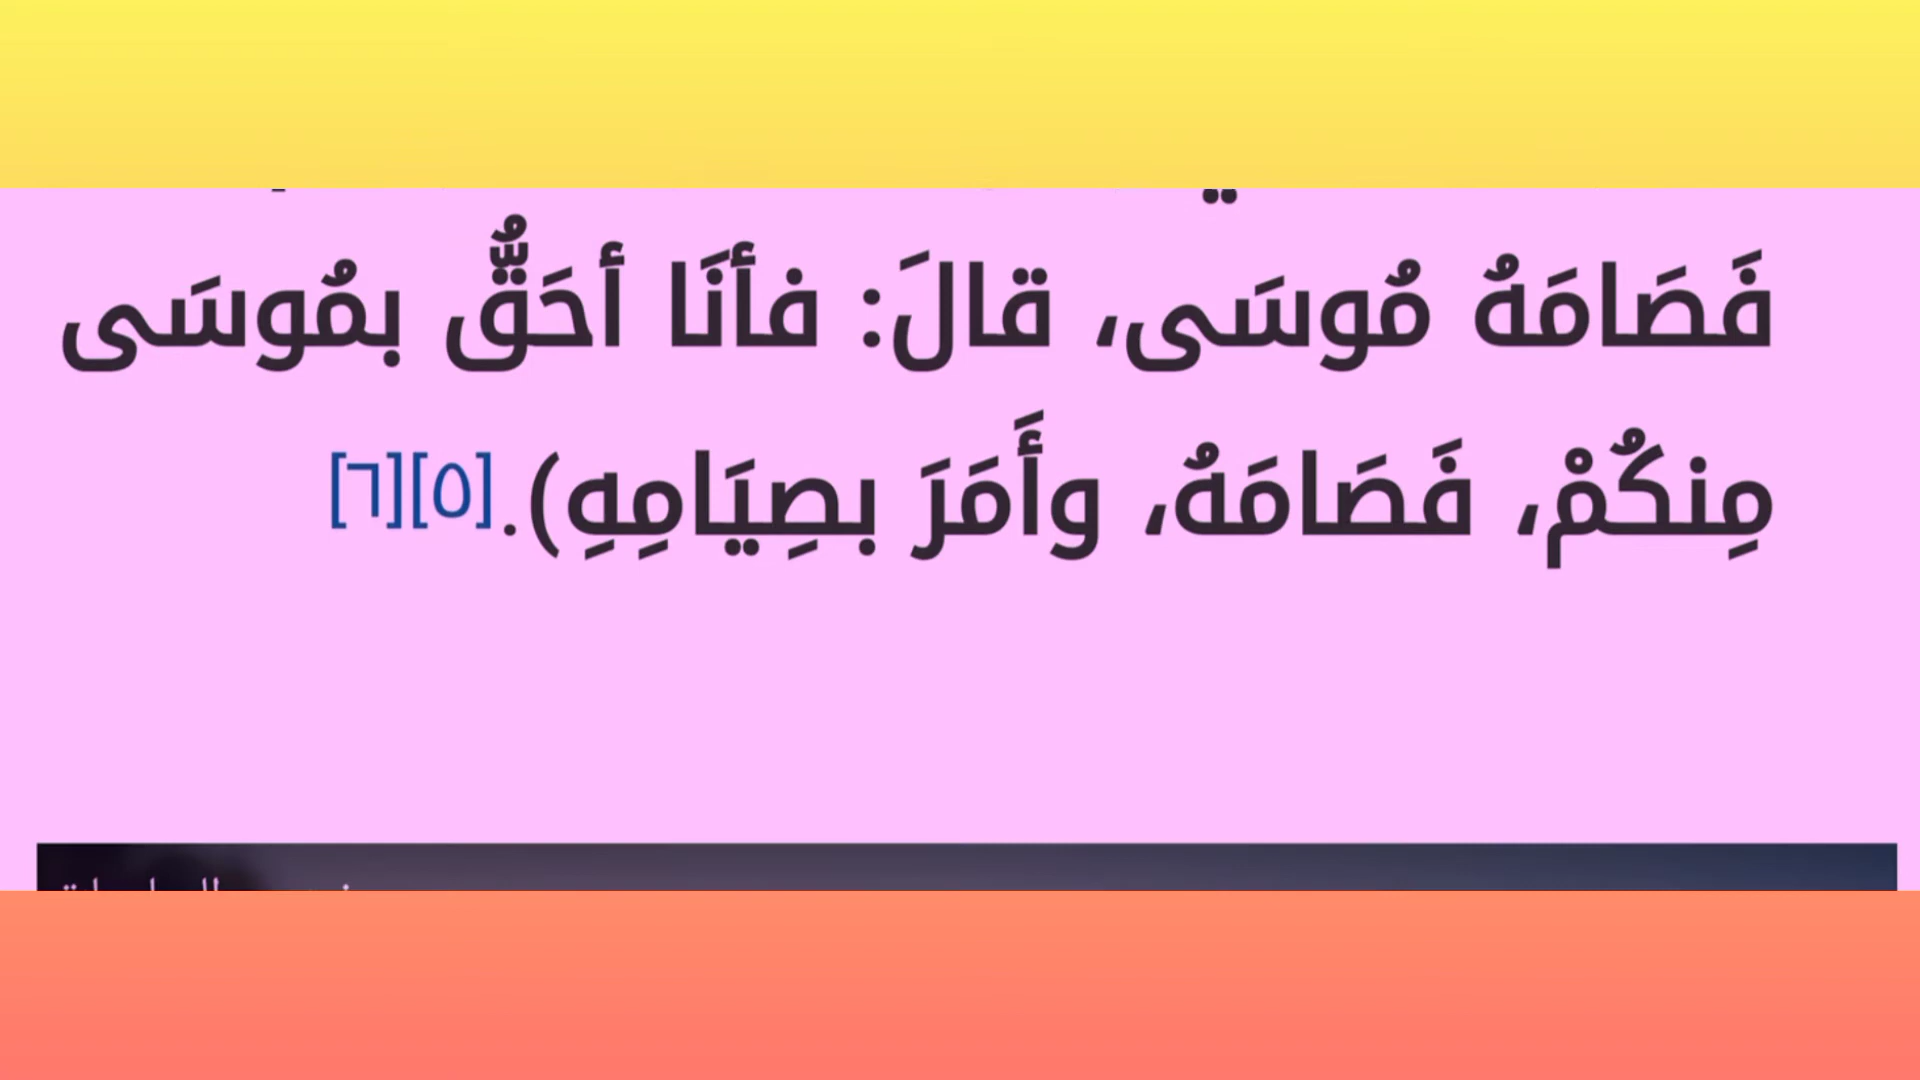 فَصَامَهُ مُوسَى، قالَ: فأنَا أحَقُّ بمُوسَى
مِنكُمْ، فَصَامَهُ، وأَمَرَ بصِيَامِهِ).[٥][٦]